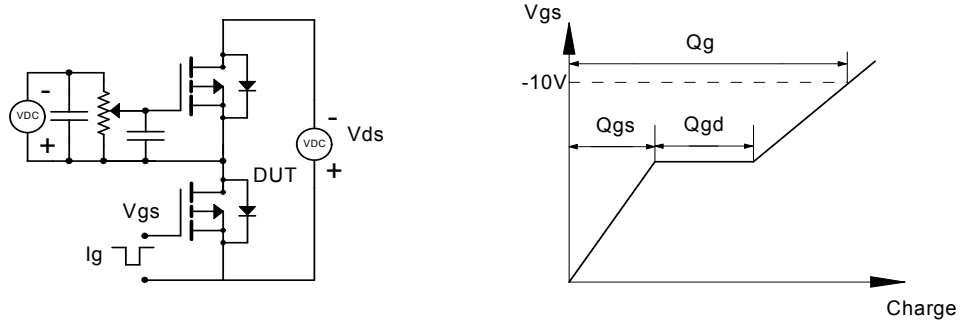 -
VDC
+
-
Vds
VDC
+
DUT
Vgs
Ig
Vgs
Qg
-10V
Qgs
Qgd
Charge